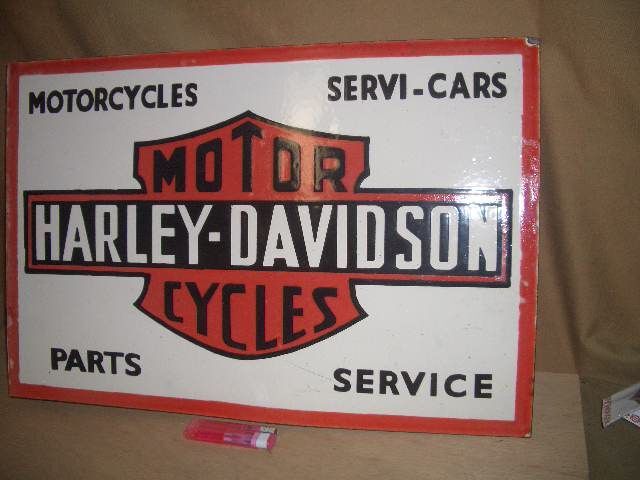 MOTORCYCLES SERVI-CARS
MOTOR
HARLEY-DAVIDSON
CYCLES
PARTS SERVICE